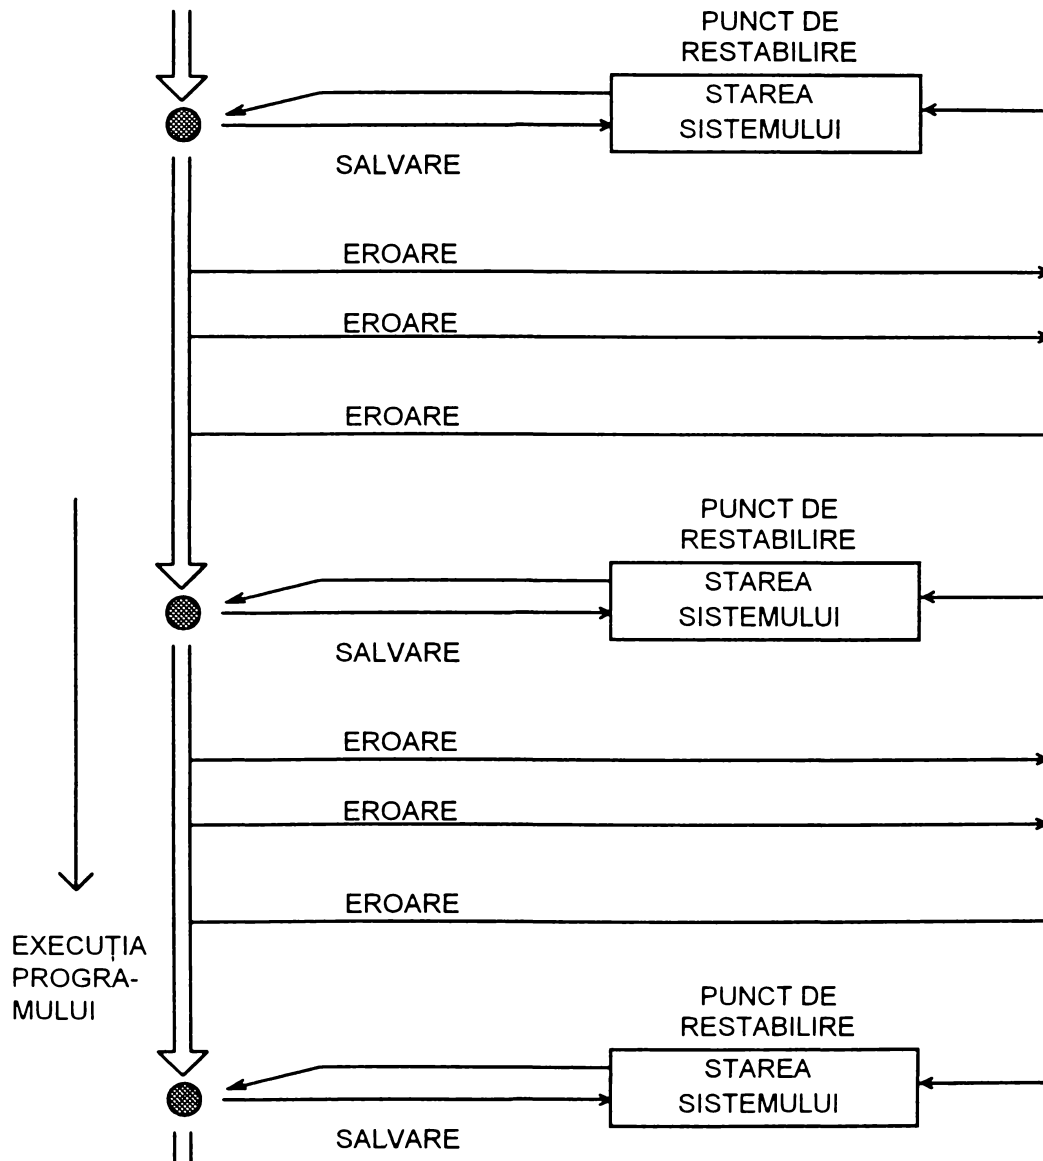 PUNCT DE
RESTABILIRE
STAREA
SISTEMULUI
SALVARE
EROARE
EROARE
EROARE
PUNCT DE
RESTABILIRE
STAREA
SISTEMULUI
SALVARE
EROARE
EROARE
EROARE
EXECUȚIA
PROGRA-
MULUI
PUNCT DE
RESTABILIRE
STAREA
SISTEMULUI
SALVARE